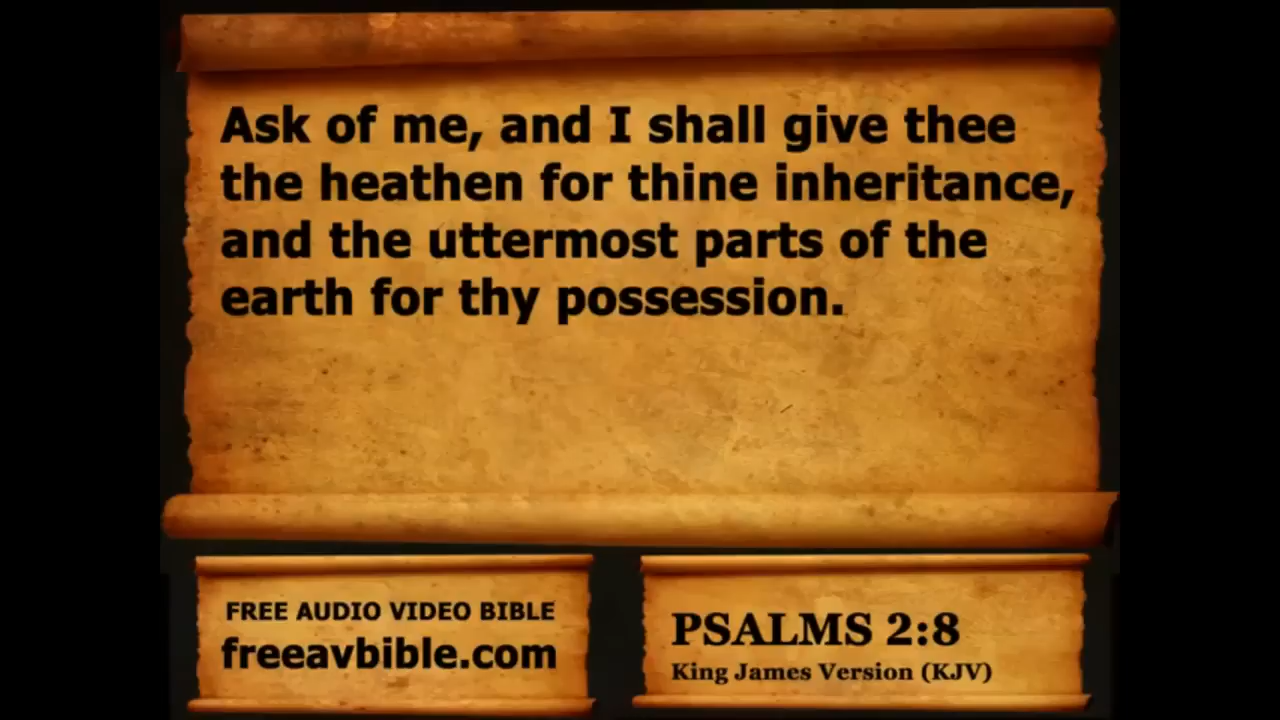 Ask of me, and I shall give thee
the heathen for thine inheritance,
and the uttermost parts of the
earth for thy possession.
FREE AUDIO VIDEO BIBLE
freeavbible.com
PSALMS 2:8
King James Version (KJV)